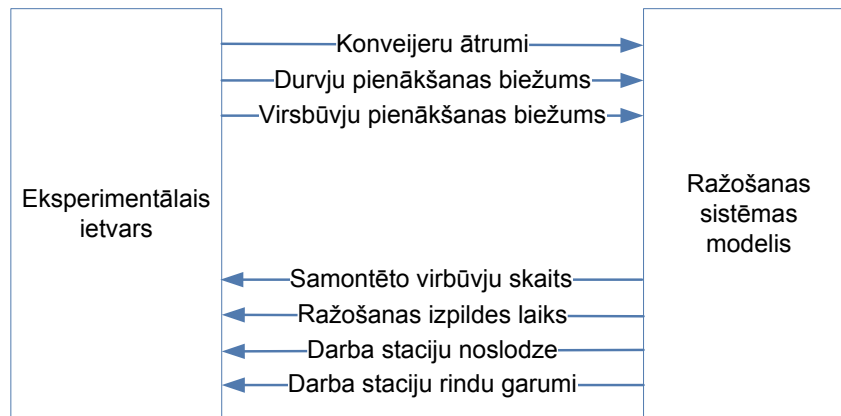 Konveijeru ātrumi
Durvju pienākšanas biežums
Virsbūvju pienākšanas biežums
Eksperimentālais
ietvars
Ražošanas
sistēmas
modelis
Samontēto virbūvju skaits
Ražošanas izpildes laiks
Darba staciju noslodze
Darba staciju rindu garumi